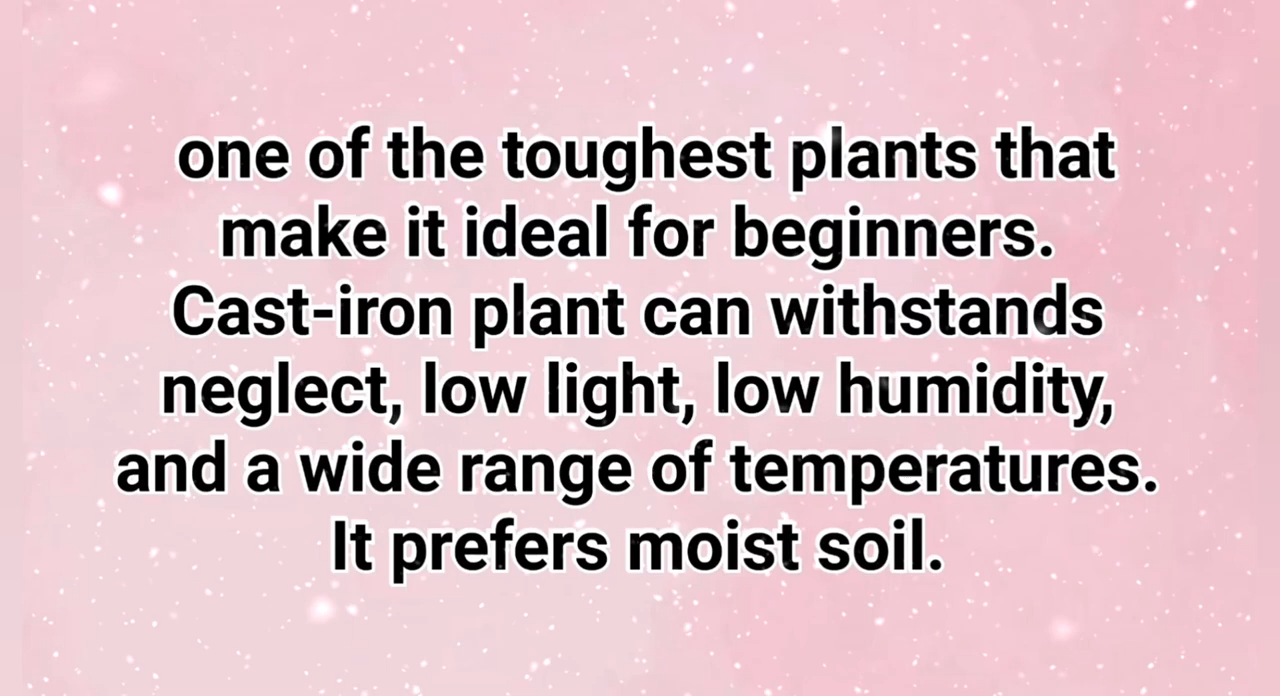 one of the toughest plants that
make it ideal for beginners.
Cast-iron plant can withstands
neglect, low light, low humidity,
and a wide range of temperatures.
It prefers moist soil.